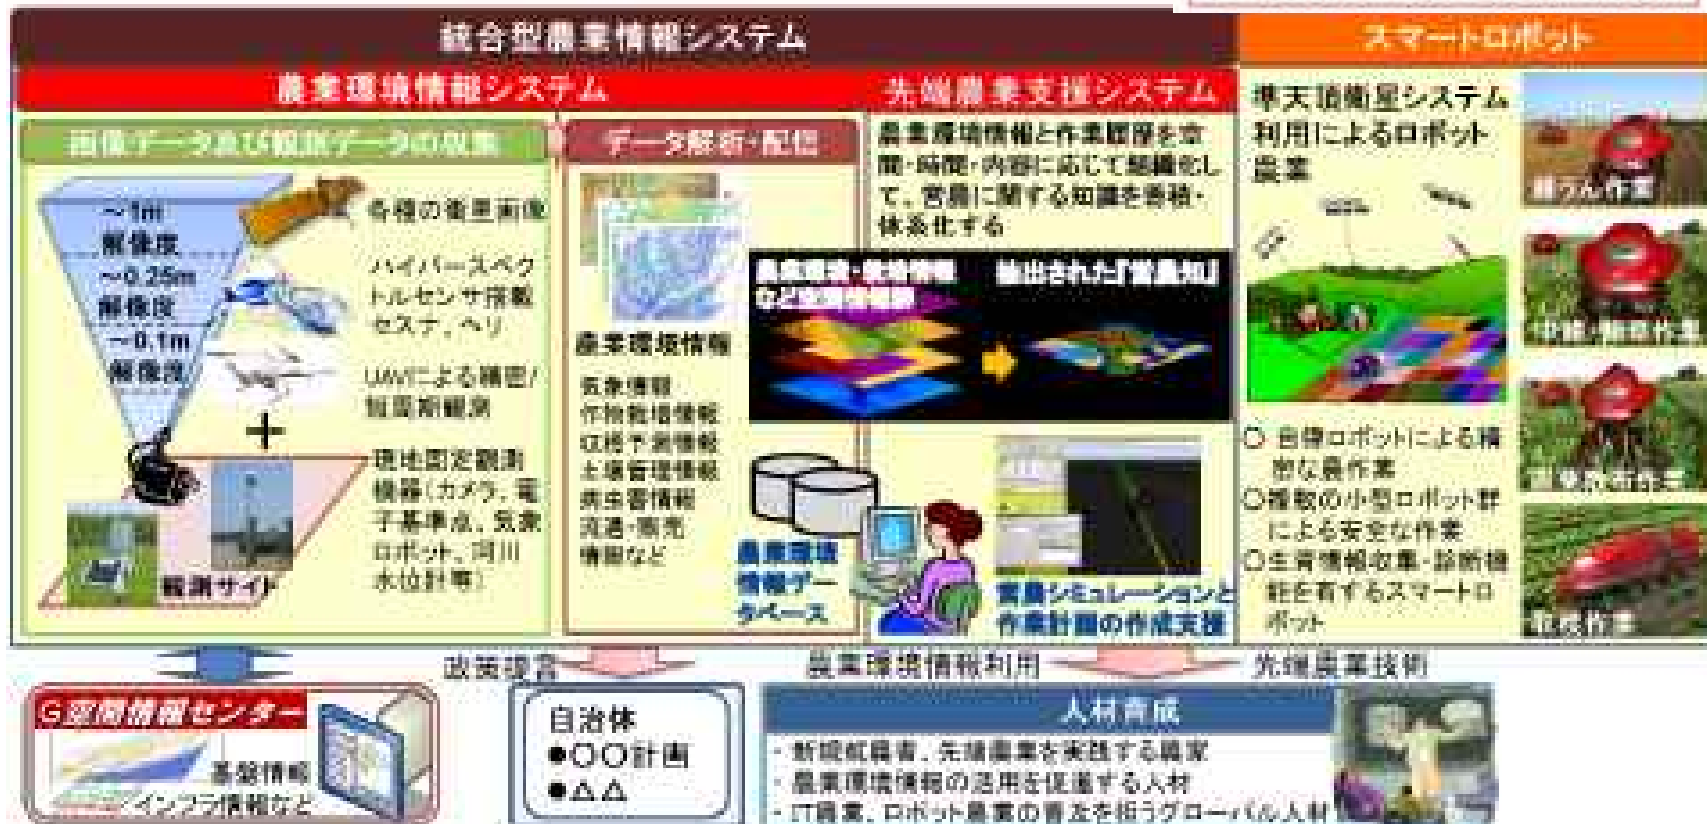 統合型農業情報システム
スマートロボット
農業環境情報システム
先端農業支援システム
画像データ及び観測データの収集
データ解析・配信
~1m
解像度
~0.25m
解像度
~0.1m
解像度
各種の衛星画像
ハイパースペク
トルセンサ搭載
セスナ、ヘリ
UAVによる精密/
短周期観測
+
現地固定観測
機器(カメラ、電
子基準点、気象
ロボット、河川
水位計等)
観測サイト
農業環境情報
気象情報
作物栽培情報
収穫予測情報
土壌管理情報
病虫害情報
流通・販売
情報など
農業環境情報と作業履歴を空
間・時間・内容に応じて組織化し
て、営農に関する知識を蓄積・
体系化する
抽出された「営農知」
農業環境
情報デー
タベース
営農シミュレーションと
作業計画の作成支援
準天頂衛星システム
利用によるロボット
農業
○ 自律ロボットによる精
密な農作業
○複数の小型ロボット群
による安全な作業
○生育情報収集・診断機
能を有するスマートロ
ボット
耕うん作業
収穫作業
政策提言
農業環境情報利用
先端農業技術
G空間情報センター
基盤情報
インフラ情報など
自治体
●〇〇計画
●△△
人材育成
・新規就農者、先端農業を実践する農家
・農業環境情報の活用を促進する人材
・IT農業、ロボット農業の普及を担うグローバル人材